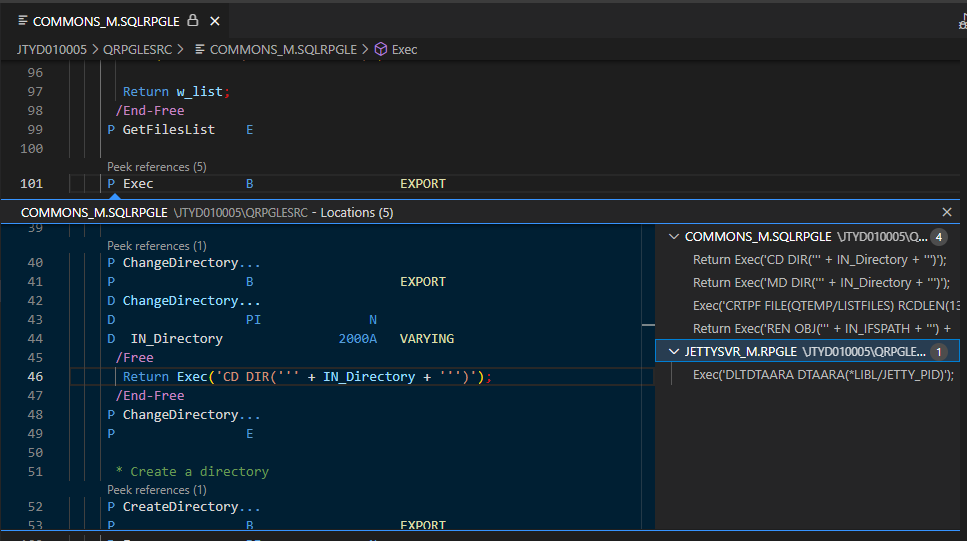 COMMONS_M.SQLRPGLE
JTYD010005 > QRPGLESRC > COMMONS_M.SQLRPGLE > Exec
96
97 Return w_list;
98 /End-Free
99 P GetFilesList E
100
Peek references (5)
101 P Exec B EXPORT
COMMONS_M.SQLRPGLE \JTYD010005\QRPGLESRC - Locations (5)
39
Peek references (1)
40 P ChangeDirectory...
41 P B EXPORT
42 D ChangeDirectory...
43 D PI N
44 D IN_Directory 2000A VARYING
45 /Free
46 Return Exec('CD DIR(''' + IN_Directory + ''')');
47 /End-Free
48 P ChangeDirectory...
49 P E
50
51 * Create a directory
Peek references (1)
52 P CreateDirectory...
53 P B EXPORT
COMMONS_M.SQLRPGLE \JTYD010005\Q... 4
Return Exec('CD DIR(''' + IN_Directory + ''')');
Return Exec('MD DIR(''' + IN_Directory + ''')');
Exec('CRTPF FILE(QTEMP/LISTFILES) RCDLEN(13
Return Exec('REN OBJ(''' + IN_IFSPATH + ''') +
JETTYSVR_M.RPGLE \JTYD010005\QRPGLE... 1
Exec('DLTDTAARA DTAARA(*LIBL/JETTY_PID)');